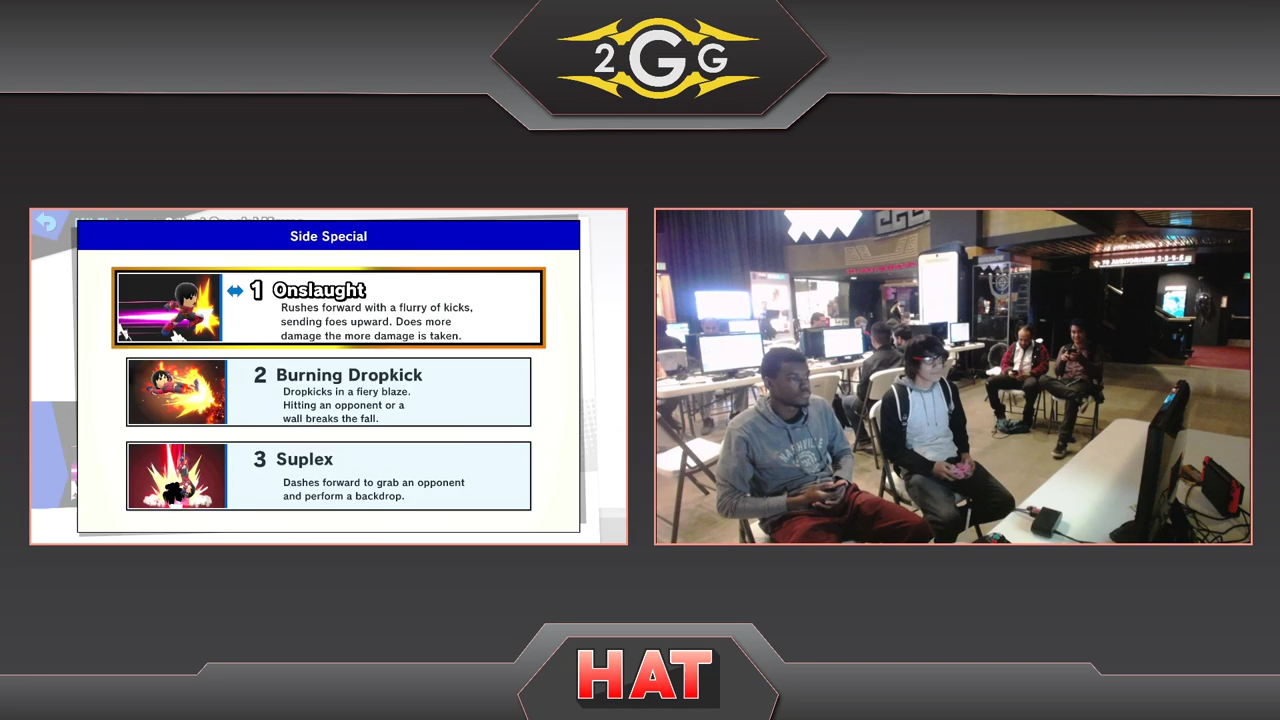 2GG
Side Special
1 Onslaught
Rushes forward with a flurry of kicks,
sending foes upward. Does more
damage the more damage is taken.
2 Burning Dropkick
Dropkicks in a fiery blaze.
Hitting an opponent or a
wall breaks the fall.
3 Suplex
Dashes forward to grab an opponent
and perform a backdrop.
NASHVILLE
HAT